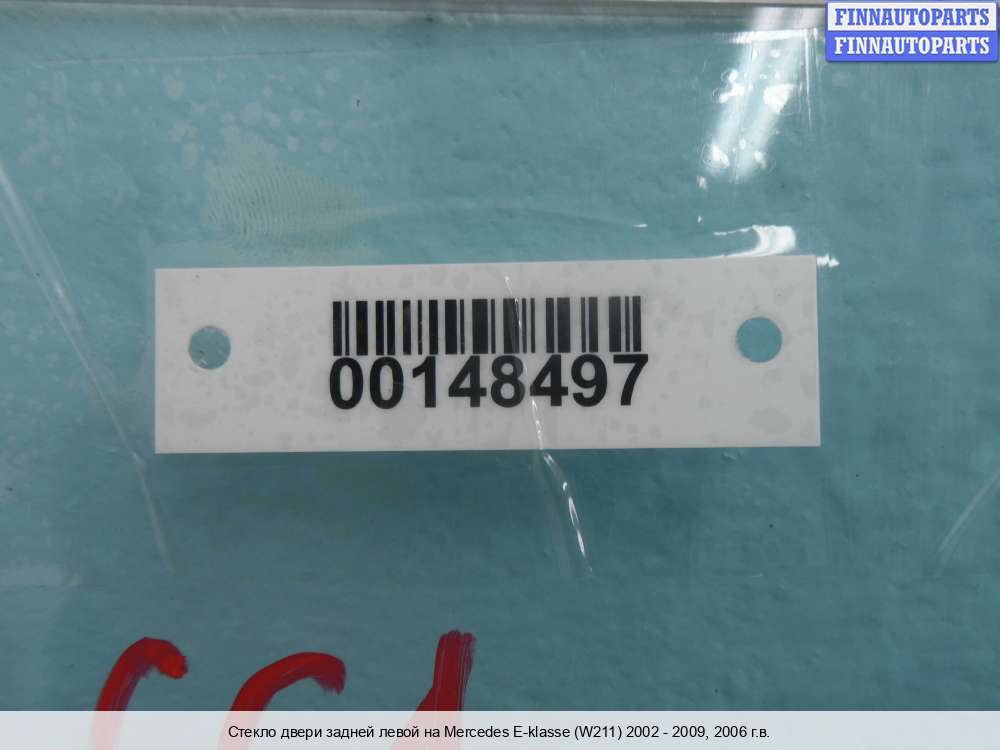 FINNAUTOPARTS
FINNAUTOPARTS
00148497
Стекло двери задней левой на Mercedes E-klasse (W211) 2002 - 2009, 2006 г.в.